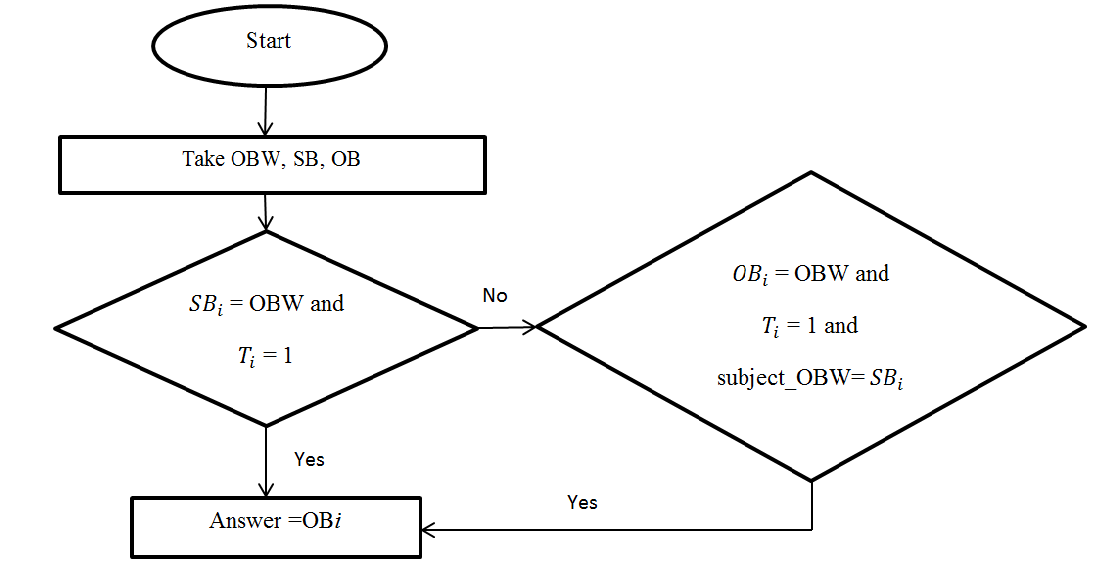 Start
Take OBW, SB, OB
𝑆𝐵𝑖 = OBW and
𝑇𝑖 = 1
No
𝑂𝐵𝑖 = OBW and
𝑇𝑖 = 1 and
subject_OBW= 𝑆𝐵𝑖
Yes
Yes
Answer =OB𝑖